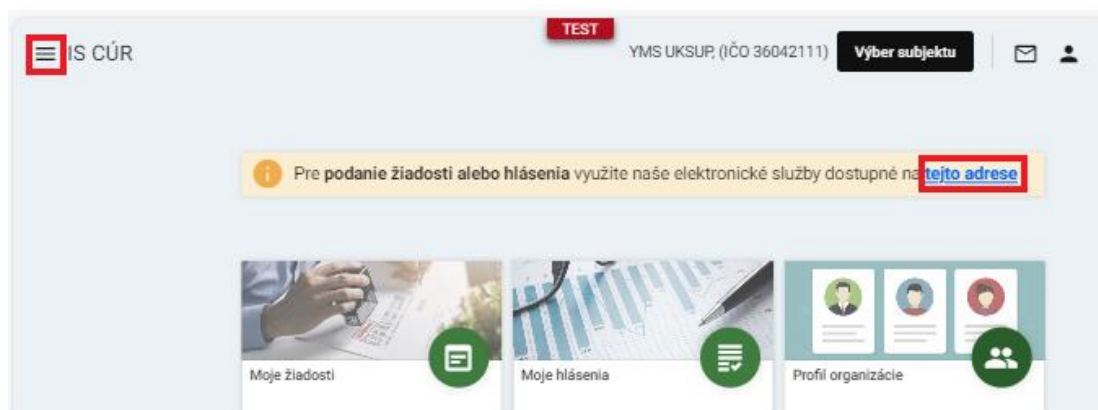 TEST
IS CÚR
YMS UKSUP, (IČO 36042111)
Výber subjektu
Pre podanie žiadosti alebo hlásenia využite naše elektronické služby dostupné na tejto adrese
Moje žiadosti
Moje hlásenia
Profil organizácie